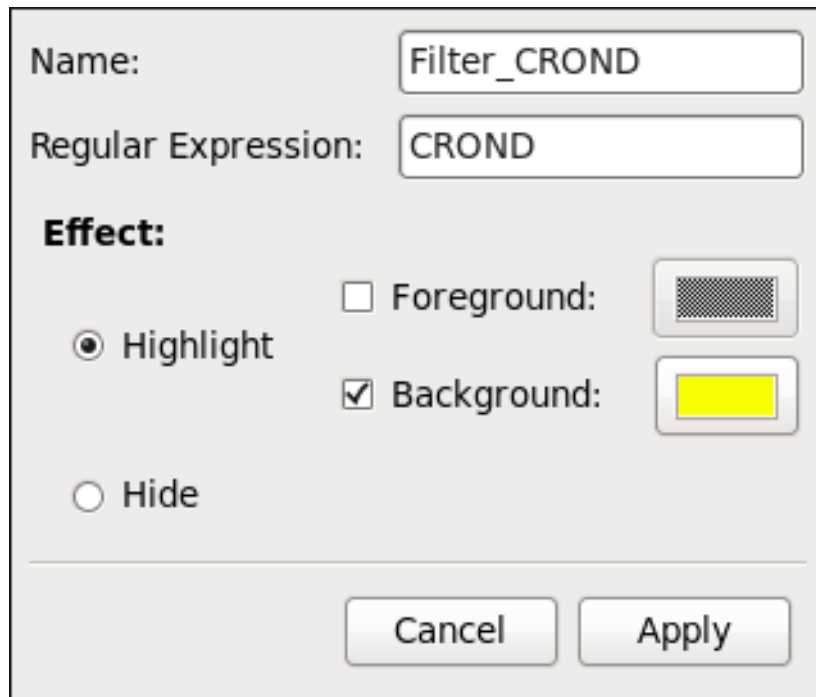 Name: Filter_CROND
Regular Expression: CROND
Effect:
Foreground:
Highlight
Background:
Hide
Cancel Apply